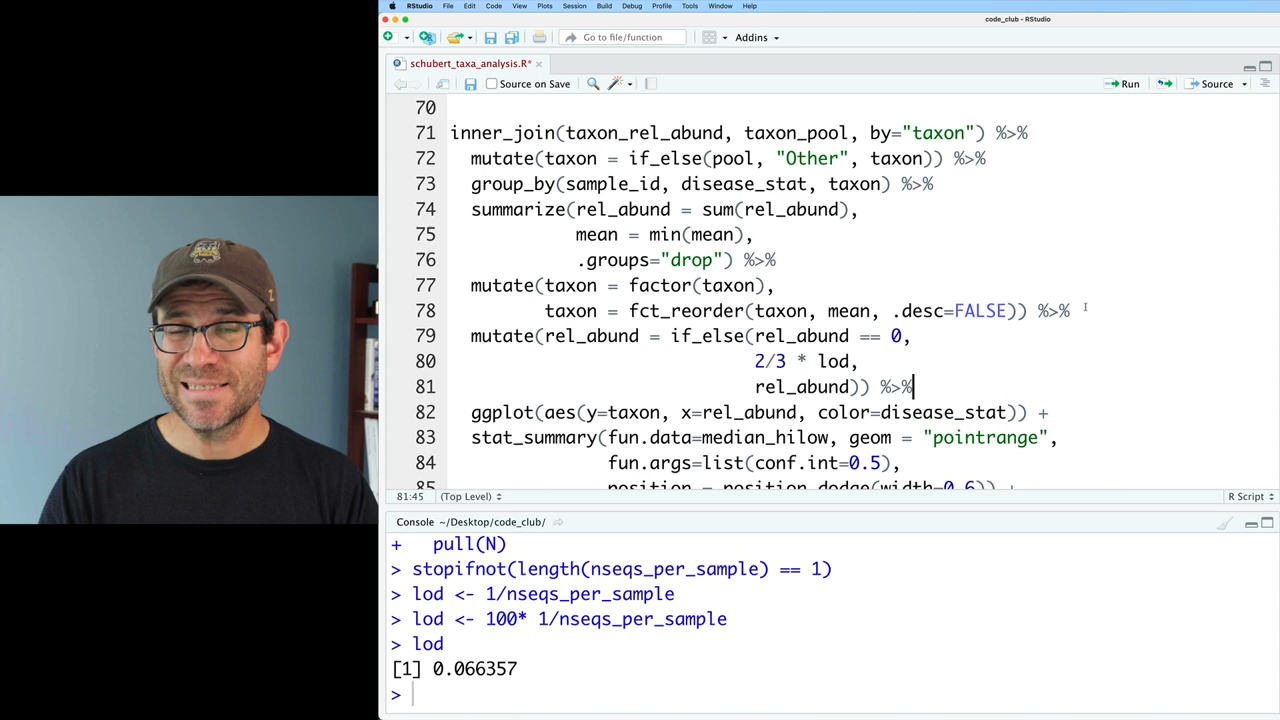 RStudio File Edit Code View Plots Session Build Debug Profile Tools Window Help
code_club - RStudio
Go to file/function Addins
schubert_taxa_analysis.R*
Source on Save Run Source
70
71 inner_join(taxon_rel_abund, taxon_pool, by="taxon") %>%
72 mutate(taxon = if_else(pool, "Other", taxon)) %>%
73 group_by(sample_id, disease_stat, taxon) %>%
74 summarize(rel_abund = sum(rel_abund),
75 mean = min(mean),
76 .groups="drop") %>%
77 mutate(taxon = factor(taxon),
78 taxon = fct_reorder(taxon, mean, .desc=FALSE)) %>%
79 mutate(rel_abund = if_else(rel_abund == 0,
80 2/3 * lod,
81 rel_abund)) %>%
82 ggplot(aes(y=taxon, x=rel_abund, color=disease_stat)) +
83 stat_summary(fun.data=median_hilow, geom = "pointrange",
84 fun.args=list(conf.int=0.5),
85 position = position_dodge(width=0.6)) +
81:45 (Top Level) R Script
Console ~/Desktop/code_club/
+ pull(N)
> stopifnot(length(nseqs_per_sample) == 1)
> lod <- 1/nseqs_per_sample
> lod <- 100* 1/nseqs_per_sample
> lod
[1] 0.066357
>